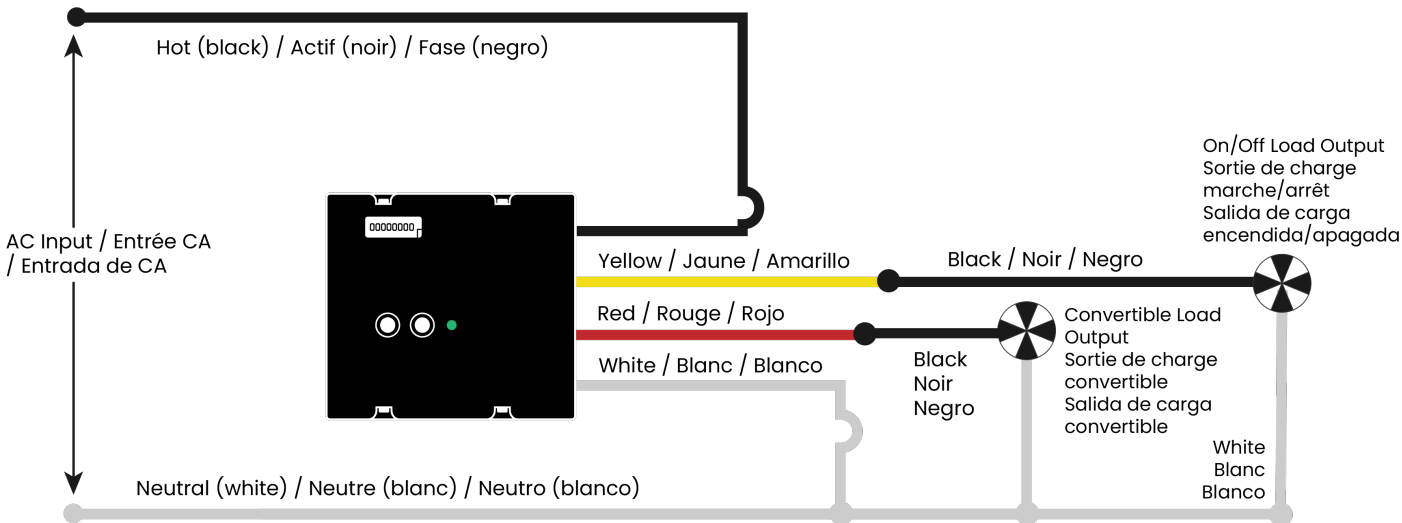 Hot (black) / Actif (noir) / Fase (negro)
On/Off Load Output
Sortie de charge
marche/arrêt
Salida de carga
encendida/apagada
AC Input / Entrée CA
/ Entrada de CA
Yellow / Jaune / Amarillo
Black / Noir / Negro
Red / Rouge / Rojo
Convertible Load
Output
Sortie de charge
convertible
Salida de carga
convertible
White / Blanc / Blanco
Black
Noir
Negro
White
Blanc
Blanco
Neutral (white) / Neutre (blanc) / Neutro (blanco)